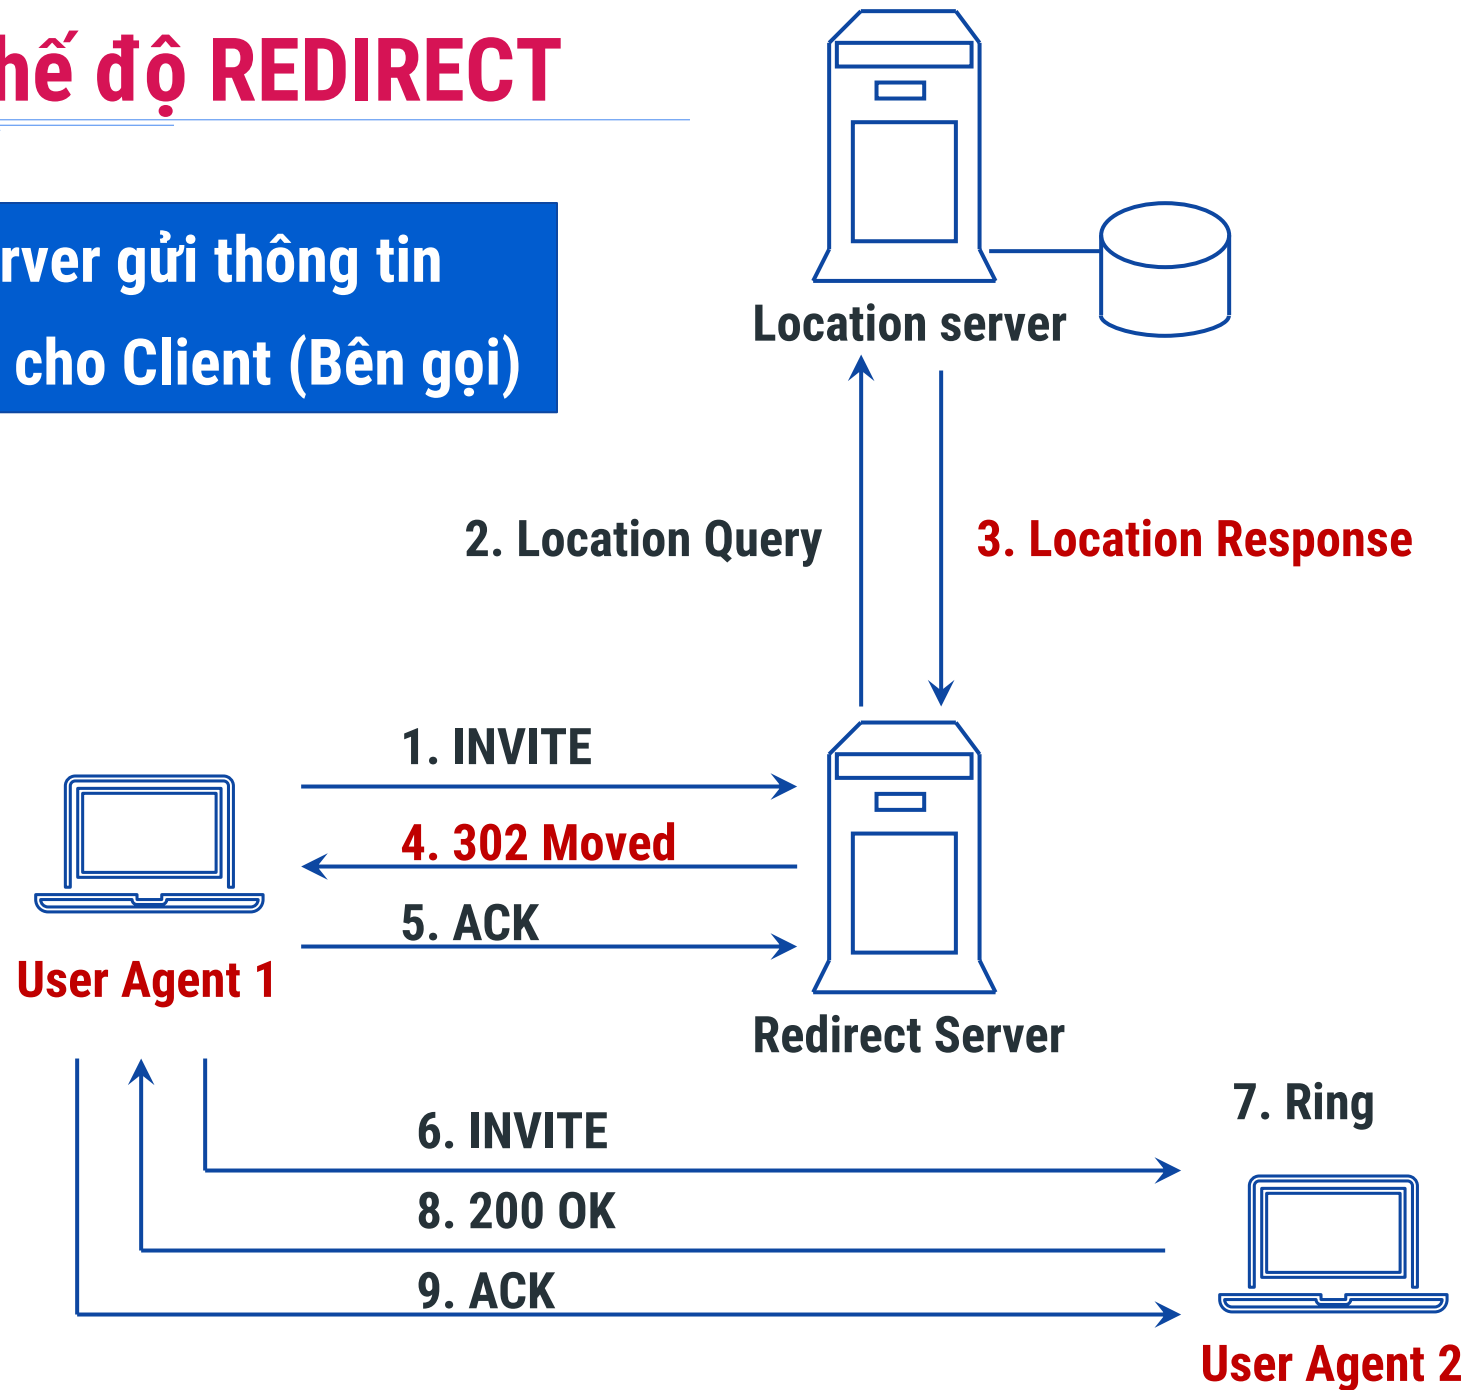 hế độ REDIRECT
rver gửi thông tin
cho Client (Bên gọi)
Location server
2. Location Query
3. Location Response
1. INVITE
4. 302 Moved
5. ACK
User Agent 1
Redirect Server
7. Ring
6. INVITE
8. 200 OK
9. ACK
User Agent 2